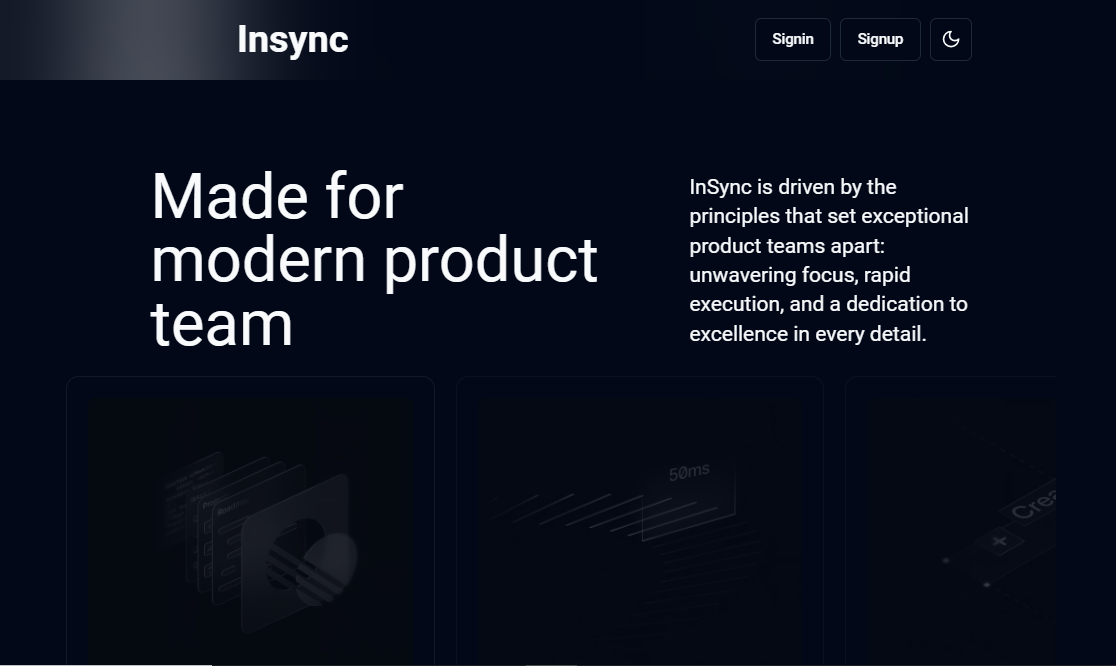 Insync
Signin
Signup
Made for
modern product
team
InSync is driven by the
principles that set exceptional
product teams apart:
unwavering focus, rapid
execution, and a dedication to
excellence in every detail.
50ms